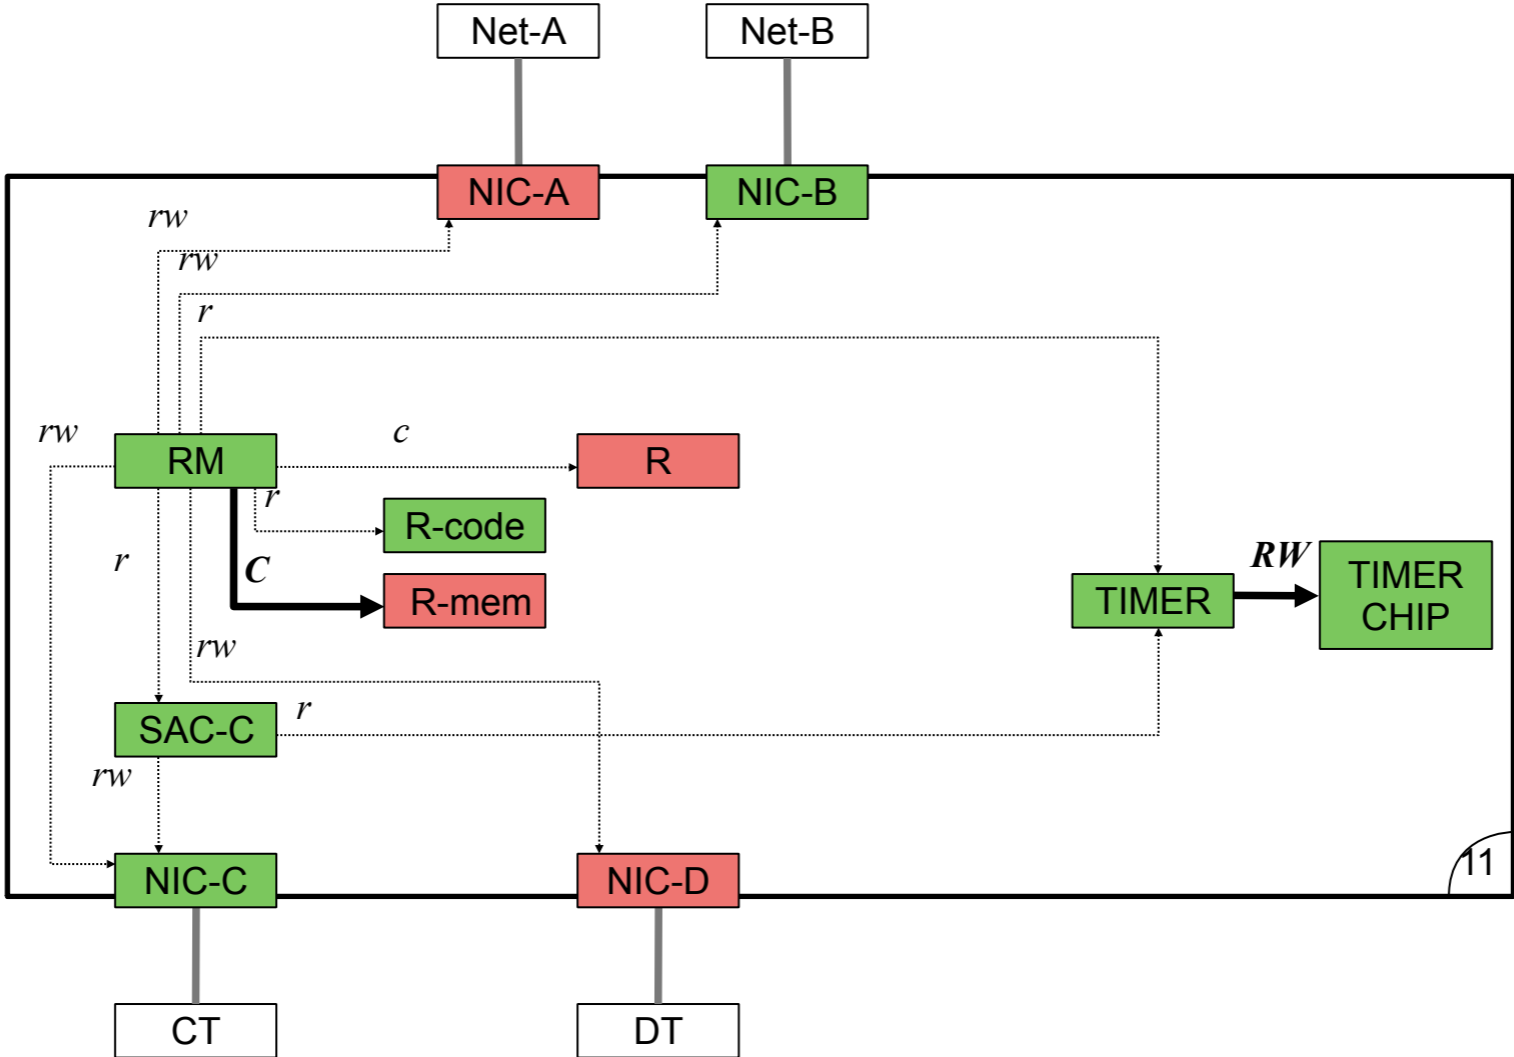 Net-A
Net-B
NIC-A
NIC-B
rw
rw
r
rw
c
RM
R
r
R-code
r
C
R-mem
RW
TIMER
TIMER
CHIP
rw
SAC-C
r
rw
11
NIC-C
NIC-D
CT
DT